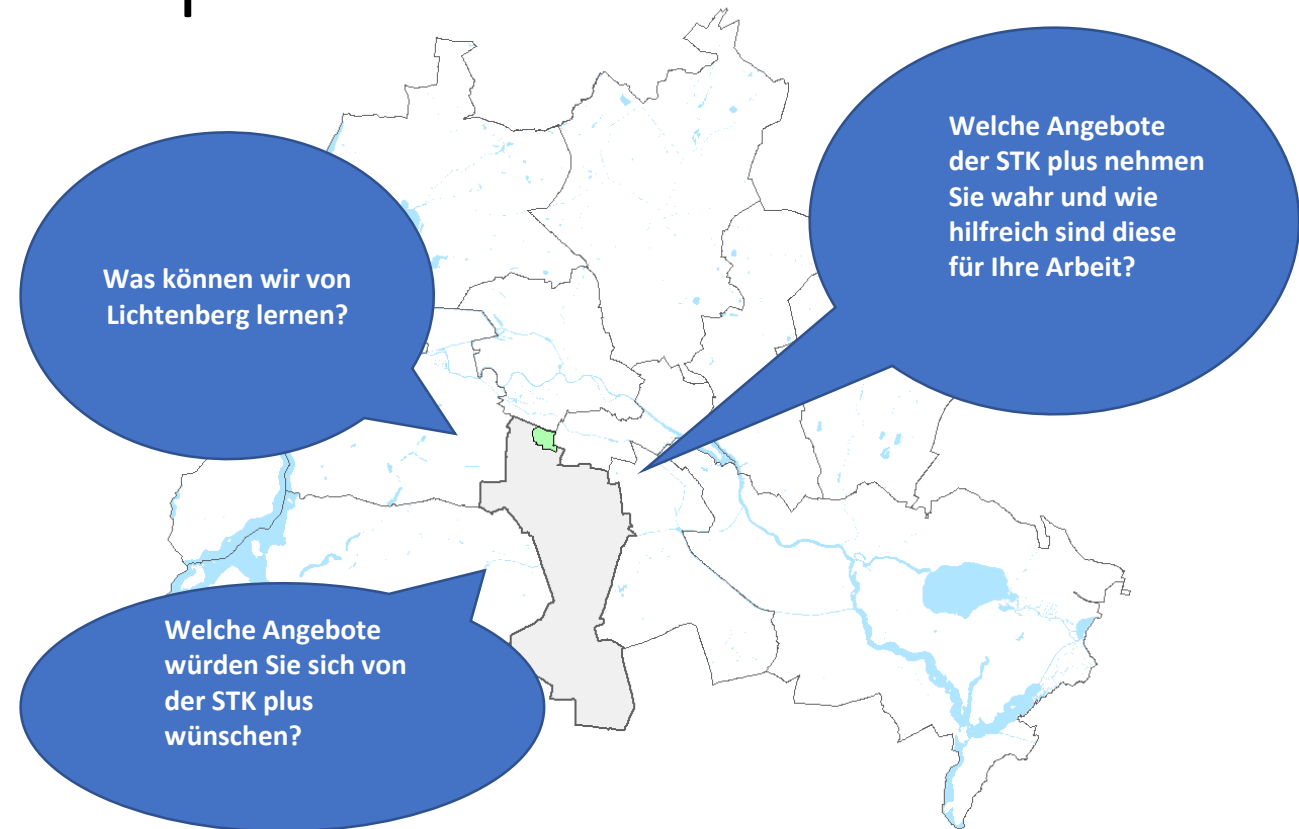 Was können wir von
Lichtenberg lernen?
Welche Angebote
der STK plus nehmen
Sie wahr und wie
hilfreich sind diese
für Ihre Arbeit?
Welche Angebote
würden Sie sich von
der STK plus
wünschen?